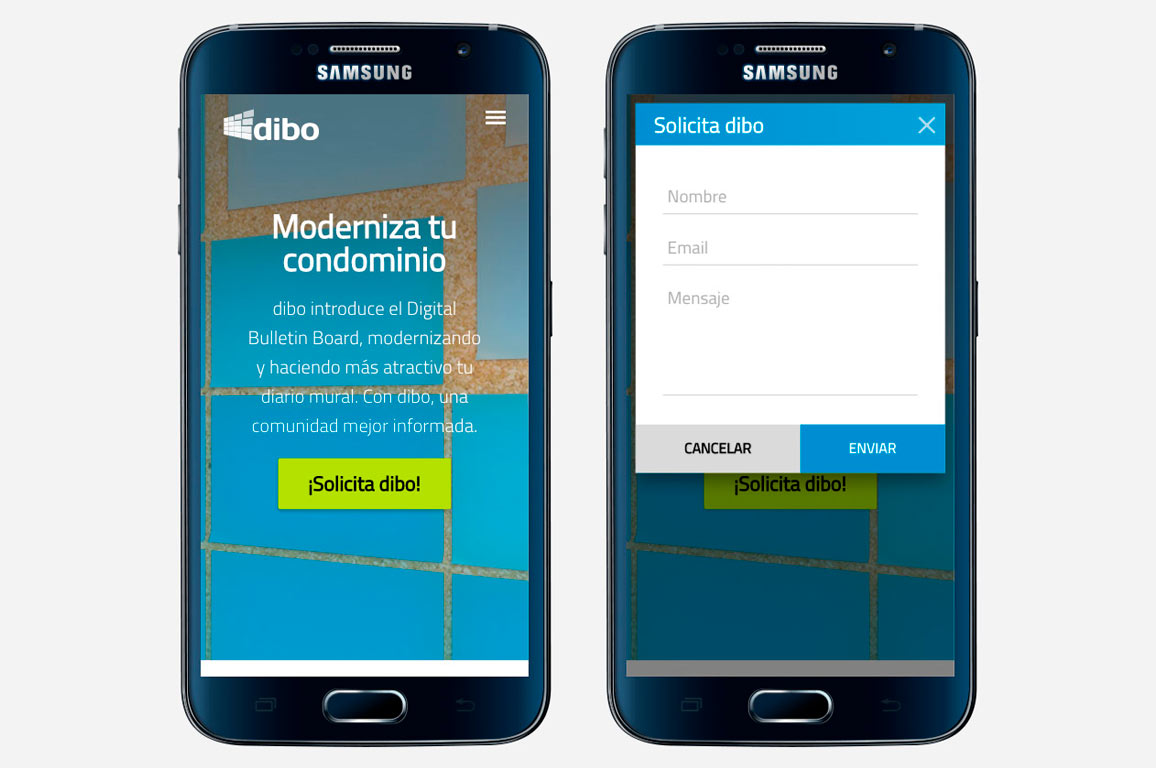 SAMSUNG
dibo
Moderniza tu
condominio
dibo introduce el Digital
Bulletin Board, modernizando
y haciendo más atractivo tu
diario mural. Con dibo, una
comunidad mejor informada.
¡Solicita dibo!
SAMSUNG
Solicita dibo
Nombre
Email
Mensaje
CANCELAR
ENVIAR
¡Solicita dibo!